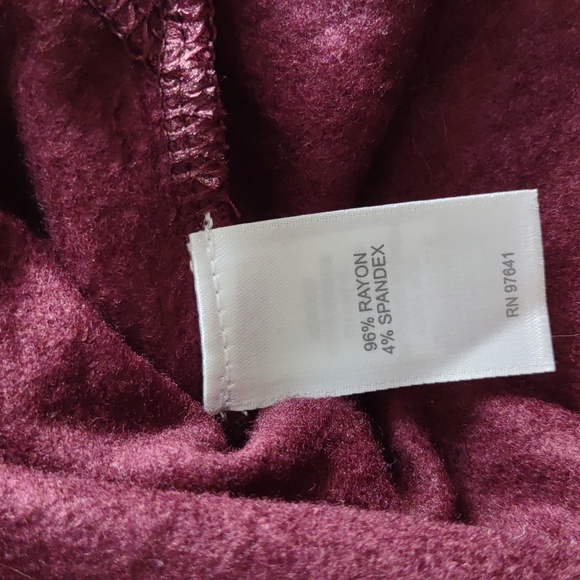 96% RAYON
4% SPANDEX
RN 97641